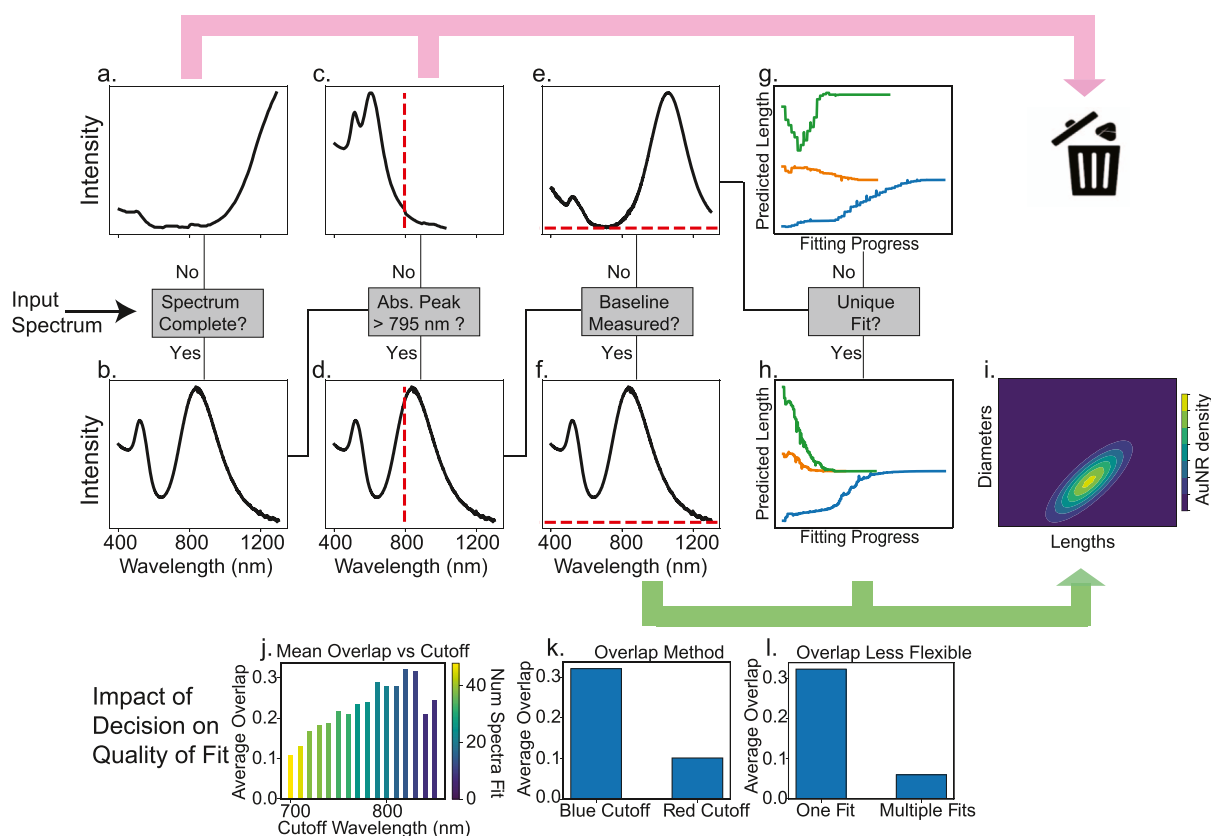 a.
c.
e.
g.
Intensity
Predicted Length
Fitting Progress
No
No
No
No
Input
Spectrum
Spectrum
Complete?
Abs. Peak
> 795 nm ?
Baseline
Measured?
Unique
Fit?
Yes
Yes
Yes
Yes
b.
d.
f.
h.
i.
Intensity
400 800 1200
Wavelength (nm)
400 800 1200
Wavelength (nm)
400 800 1200
Wavelength (nm)
Predicted Length
Fitting Progress
Diameters
Lengths
AuNR density
Impact of
Decision on
Quality of Fit
j. Mean Overlap vs Cutoff
Average Overlap
0.3
0.2
0.1
0.0
700 800
Cutoff Wavelength (nm)
40
20
0
Num Spectra Fit
k. Overlap Method
Average Overlap
0.3
0.2
0.1
0.0
Blue Cutoff Red Cutoff
l. Overlap Less Flexible
Average Overlap
0.3
0.2
0.1
0.0
One Fit Multiple Fits